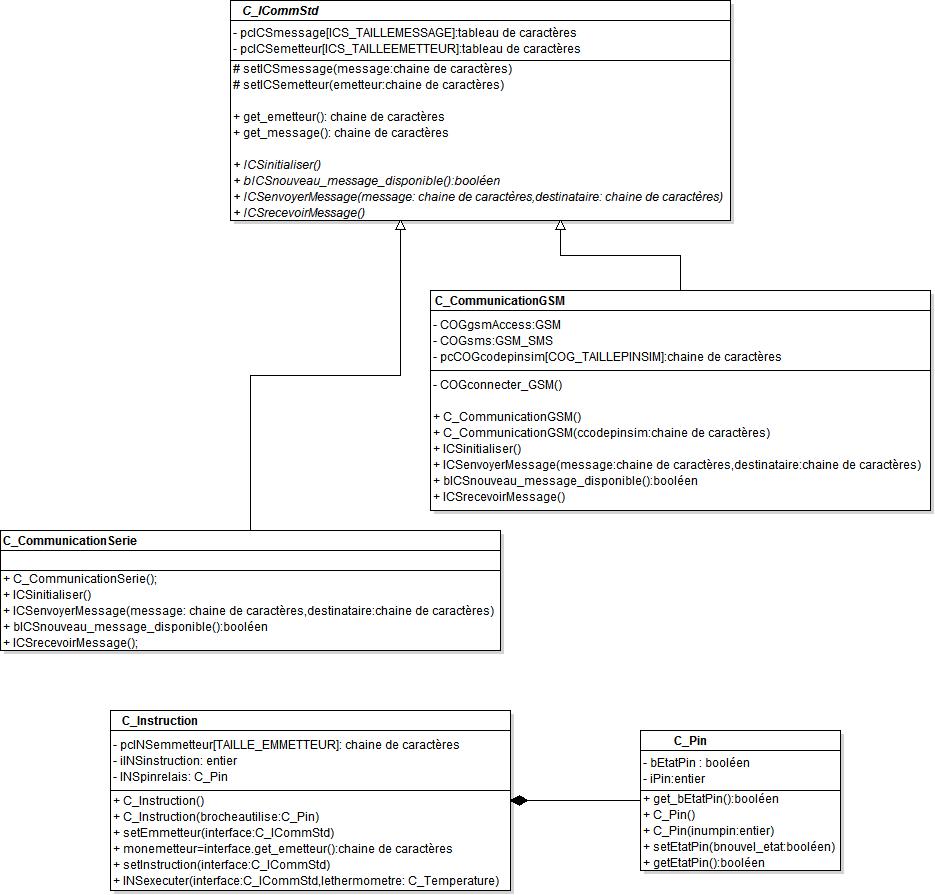 C_ICommStd
- pcICSmessage[ICS_TAILLEMESSAGE]:tableau de caractères
- pcICSemetteur[ICS_TAILLEEMETTEUR]:tableau de caractères
# setICSmessage(message:chaine de caractères)
# setICSemetteur(emetteur:chaine de caractères)
+ get_emetteur(): chaine de caractères
+ get_message(): chaine de caractères
+ ICSinitialiser()
+ bICSnouveau_message_disponible():booléen
+ ICSenvoyerMessage(message: chaine de caractères,destinataire: chaine de caractères)
+ ICSrecevoirMessage()
C_CommunicationGSM
- COGgsmAccess:GSM
- COGsms:GSM_SMS
- pcCOGcodepinsim[COG_TAILLEPINSIM]:chaine de caractères
- COGconnecter_GSM()
+ C_CommunicationGSM()
+ C_CommunicationGSM(ccodepinsim:chaine de caractères)
+ ICSinitialiser()
+ ICSenvoyerMessage(message:chaine de caractères,destinataire:chaine de caractères)
+ bICSnouveau_message_disponible():booléen
+ ICSrecevoirMessage()
C_CommunicationSerie
+ C_CommunicationSerie();
+ ICSinitialiser()
+ ICSenvoyerMessage(message: chaine de caractères,destinataire:chaine de caractères)
+ bICSnouveau_message_disponible():booléen
+ ICSrecevoirMessage();
C_Instruction
- pcINSemmetteur[TAILLE_EMMETTEUR]: chaine de caractères
- iINSinstruction: entier
- INSpinrelais: C_Pin
+ C_Instruction()
+ C_Instruction(brocheautilise:C_Pin)
+ setEmmetteur(interface:C_ICommStd)
+ monemetteur=interface.get_emetteur():chaine de caractères
+ setInstruction(interface:C_ICommStd)
+ INSexecuter(interface:C_ICommStd,lethermometre: C_Temperature)
C_Pin
- bEtatPin : booléen
- iPin:entier
+ get_bEtatPin():booléen
+ C_Pin()
+ C_Pin(inumpin:entier)
+ setEtatPin(bnouvel_etat:booléen)
+ getEtatPin():booléen